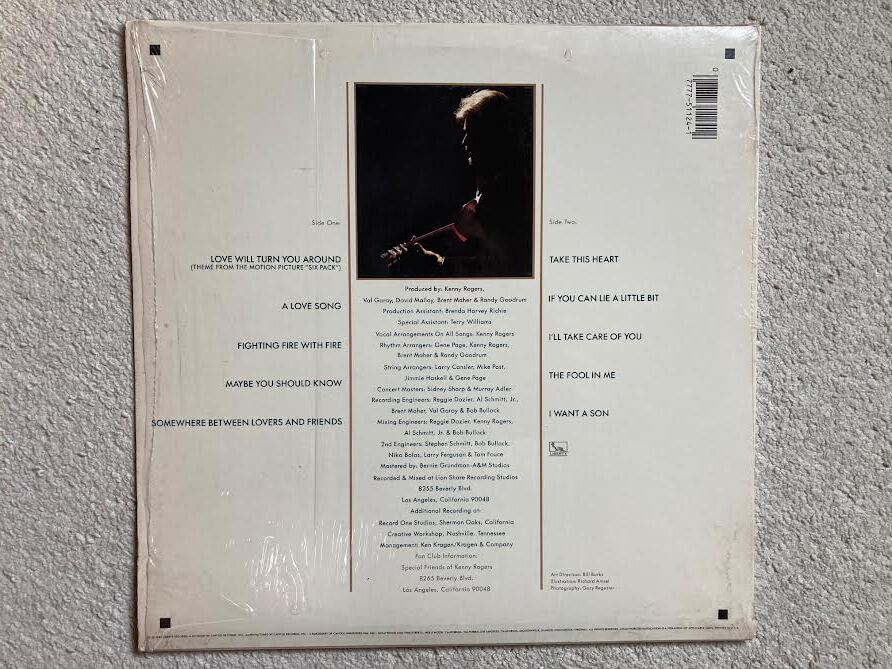 0
7777-51124-1
Side One:
LOVE WILL TURN YOU AROUND
(THEME FROM THE MOTION PICTURE "SIX PACK")
A LOVE SONG
FIGHTING FIRE WITH FIRE
MAYBE YOU SHOULD KNOW
SOMEWHERE BETWEEN LOVERS AND FRIENDS
Produced by: Kenny Rogers,
Val Garay, David Malloy, Brent Maher & Randy Goodrum
Production Assistant: Brenda Harvey Richie
Special Assistant: Terry Williams
Vocal Arrangements On All Songs: Kenny Rogers
Rhythm Arrangers: Gene Page, Kenny Rogers,
Brent Maher & Randy Goodrum
String Arrangers: Larry Cansler, Mike Post,
Jimmie Haskell & Gene Page
Concert Masters: Sidney Sharp & Murray Adler
Recording Engineers: Reggie Dozier, Al Schmitt, Jr.,
Brent Maher, Val Garay & Bob Bullock
Mixing Engineers: Reggie Dozier, Kenny Rogers,
Al Schmitt, Jr. & Bob Bullock
2nd Engineers: Stephen Schmitt, Bob Bullock,
Niko Bolas, Larry Ferguson & Tom Fouce
Mastered by: Bernie Grundman-A&M Studios
Recorded & Mixed at Lion Share Recording Studios
8255 Beverly Blvd.
Los Angeles, California 90048
Additional Recording at:
Record One Studios, Sherman Oaks, California
Creative Workshop, Nashville, Tennessee
Management: Ken Kragen/Kragen & Company
Fan Club Information:
Special Friends of Kenny Rogers
8265 Beverly Blvd.
Los Angeles, California 90048
Side Two:
TAKE THIS HEART
IF YOU CAN LIE A LITTLE BIT
I'LL TAKE CARE OF YOU
THE FOOL IN ME
I WANT A SON
LIBERTY
Art Direction: Bill Burks
Illustration: Richard Amsel
Photography: Gary Regester